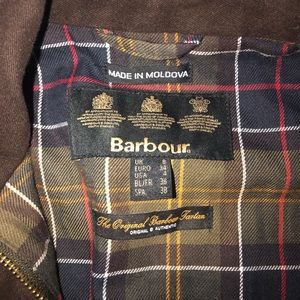 MADE IN MOLDOVA
Barbour
UK 8
EURO 34
USA 4
BL/FR 36
SPA 38
The Original Barbour Tartan
ORIGINAL & AUTHENTIC